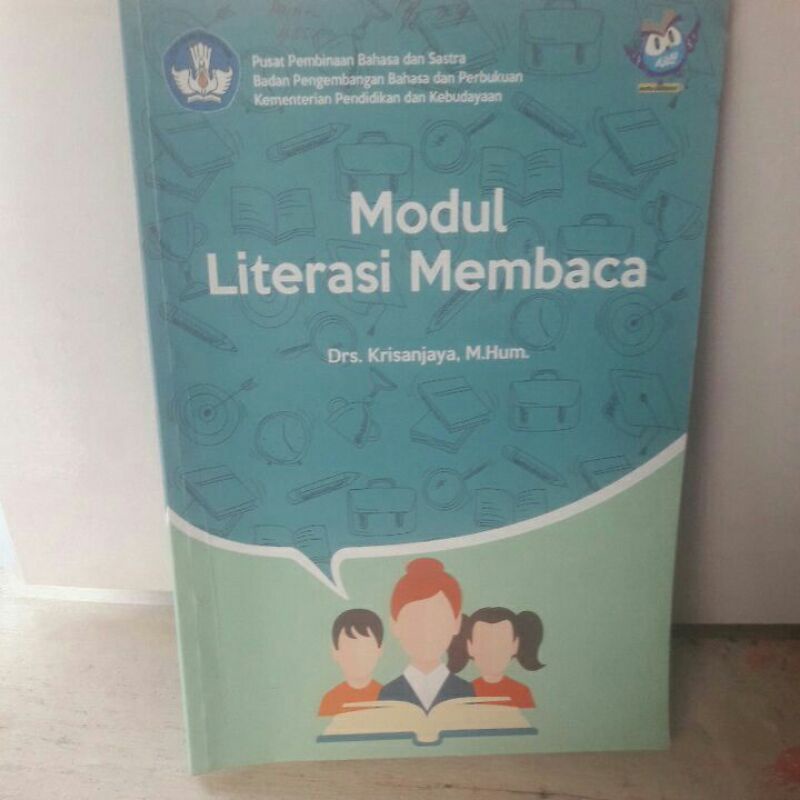 Pusat Pembinaan Bahasa dan Sastra
Badan Pengembangan Bahasa dan Perbukuan
Kementerian Pendidikan dan Kebudayaan
Modul
Literasi Membaca
Drs. Krisanjaya, M.Hum.